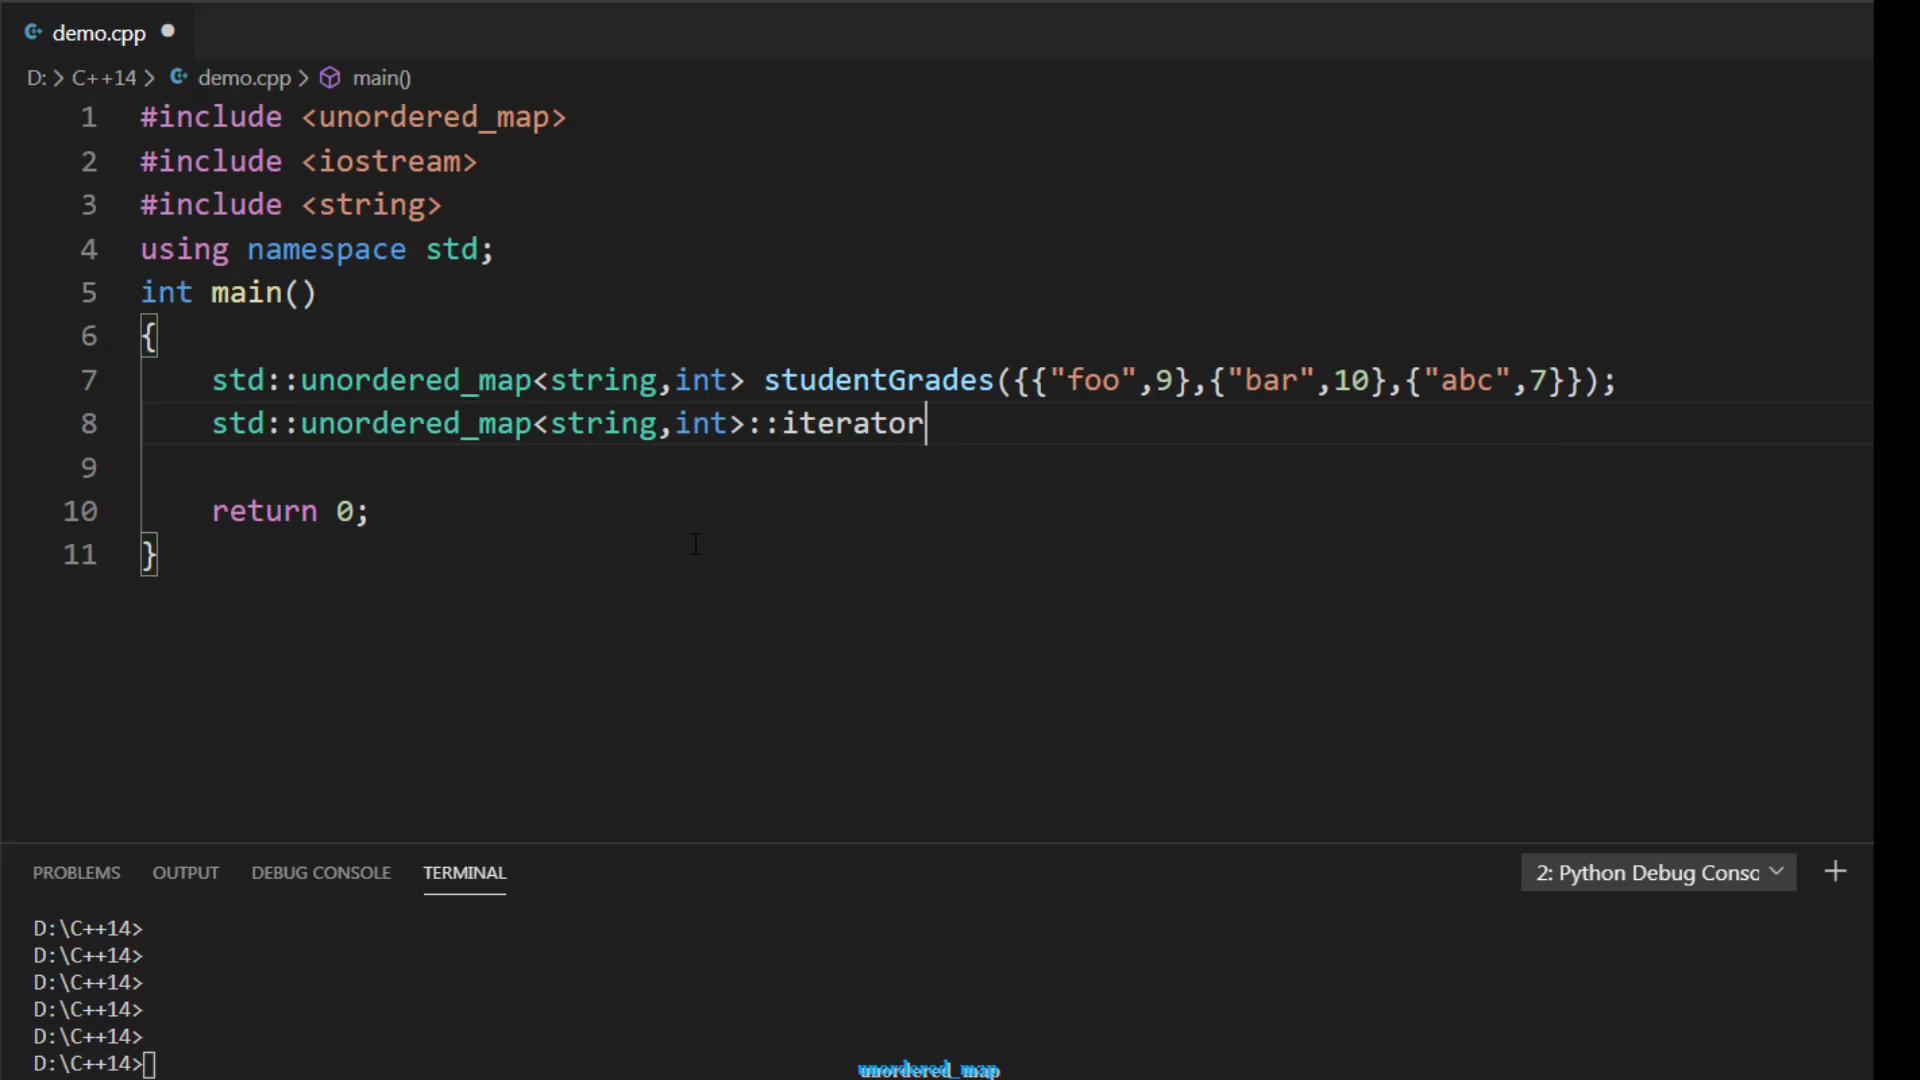 demo.cpp
D: > C++14 > demo.cpp > main()
1 #include <unordered_map>
2 #include <iostream>
3 #include <string>
4 using namespace std;
5 int main()
6 {
7 std::unordered_map<string,int> studentGrades({{"foo",9},{"bar",10},{"abc",7}});
8 std::unordered_map<string,int>::iterator
9
10 return 0;
11 }
PROBLEMS OUTPUT DEBUG CONSOLE TERMINAL 2: Python Debug Consc
D:\C++14>
D:\C++14>
D:\C++14>
D:\C++14>
D:\C++14>
D:\C++14>
unordered_map